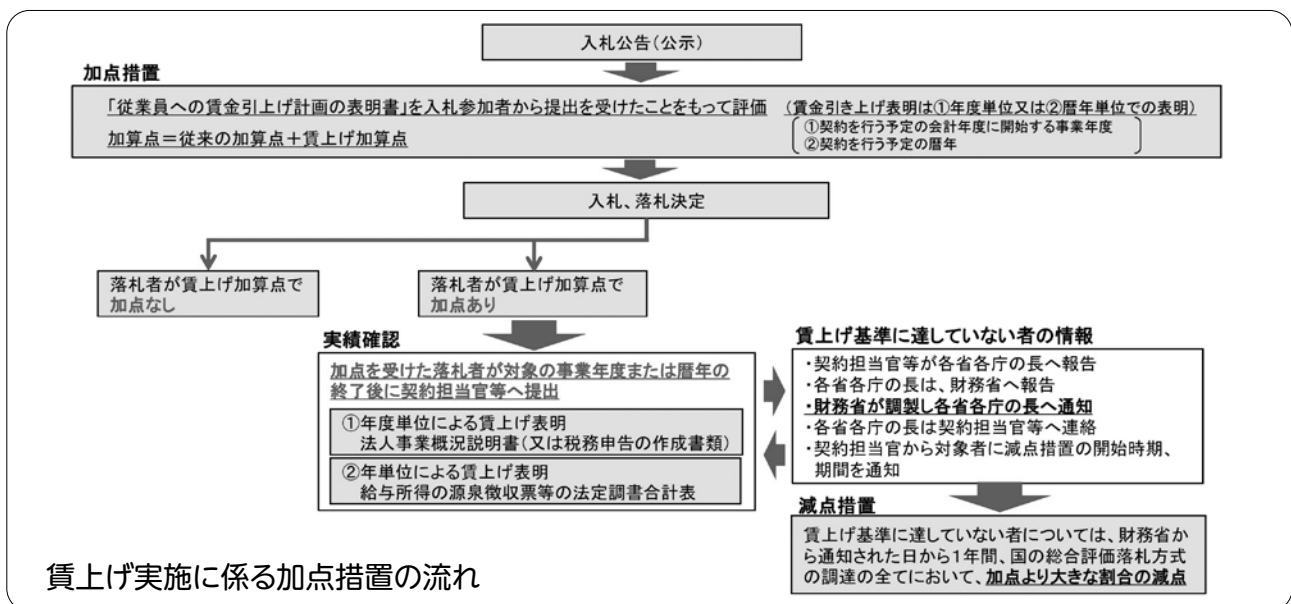 入札公告(公示)
加点措置
「従業員への賃金引上げ計画の表明書」を入札参加者から提出を受けたことをもって評価
加算点=従来の加算点+賃上げ加算点
(賃金引き上げ表明は①年度単位又は②暦年単位での表明)
①契約を行う予定の会計年度に開始する事業年度
②契約を行う予定の暦年
入札、落札決定
落札者が賃上げ加算点で
加点なし
落札者が賃上げ加算点で
加点あり
実績確認
加点を受けた落札者が対象の事業年度または暦年の
終了後に契約担当官等へ提出
①年度単位による賃上げ表明
法人事業概況説明書(又は税務申告の作成書類)
②年単位による賃上げ表明
給与所得の源泉徴収票等の法定調書合計表
賃上げ基準に達していない者の情報
・契約担当官等が各省各庁の長へ報告
・各省各庁の長は、財務省へ報告
・財務省が調製し各省各庁の長へ通知
・各省各庁の長は契約担当官等へ連絡
・契約担当官から対象者に減点措置の開始時期、
期間を通知
減点措置
賃上げ基準に達していない者については、財務省か
ら通知された日から1年間、国の総合評価落札方式
の調達の全てにおいて、加点より大きな割合の減点
賃上げ実施に係る加点措置の流れ